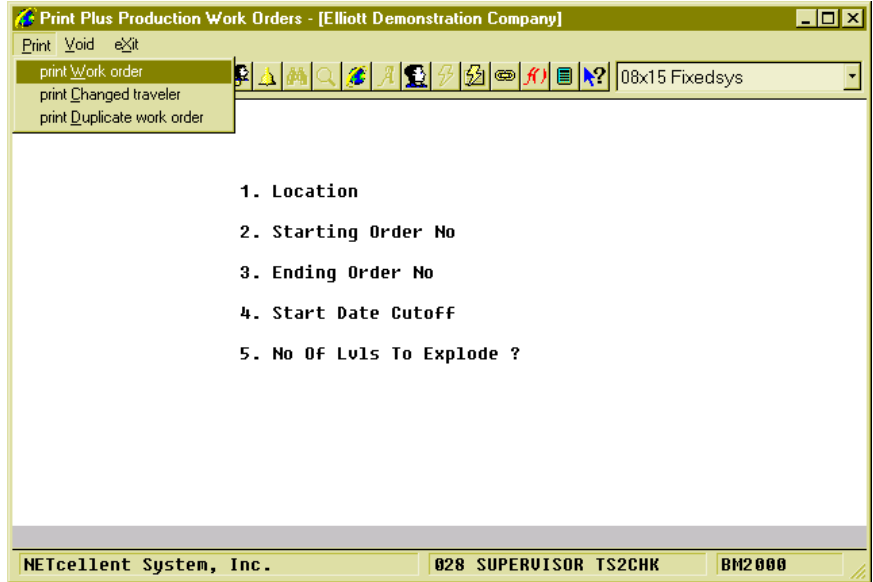 Print Plus Production Work Orders - [Elliott Demonstration Company]
Print Void eXit
print Work order
08x15 Fixedsys
print Changed traveler
print Duplicate work order
1. Location
2. Starting Order No
3. Ending Order No
4. Start Date Cutoff
5. No Of Lvls To Explode ?
NETcellent System, Inc. 028 SUPERVISOR TS2CHK BM2000